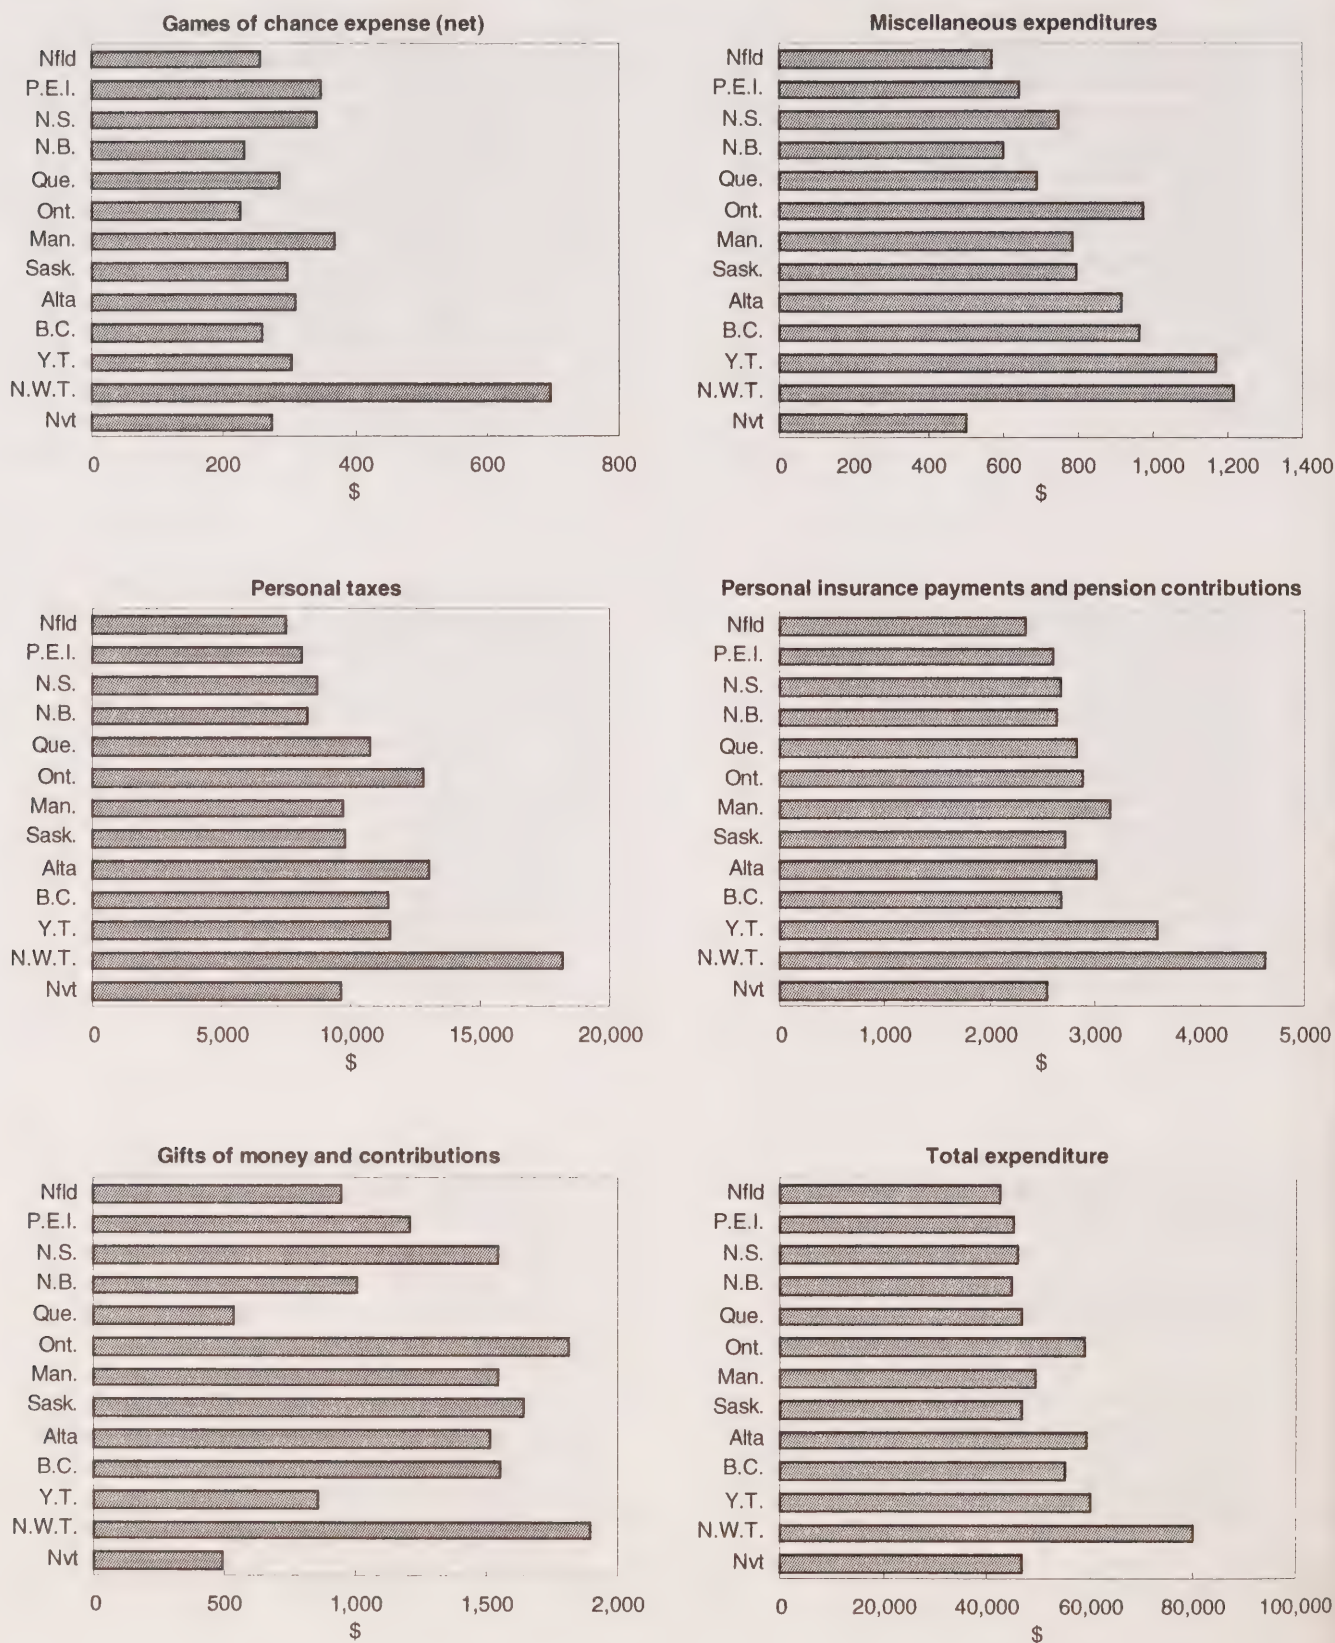 Games of chance expense (net)
Nfld
P.E.I.
N.S.
N.B.
Que.
Ont.
Man.
Sask.
Alta
B.C.
Y.T.
N.W.T.
Nvt
0 200 400 600 800
$
Miscellaneous expenditures
Nfld
P.E.I.
N.S.
N.B.
Que.
Ont.
Man.
Sask.
Alta
B.C.
Y.T.
N.W.T.
Nvt
0 200 400 600 800 1,000 1,200 1,400
$
Personal taxes
Nfld
P.E.I.
N.S.
N.B.
Que.
Ont.
Man.
Sask.
Alta
B.C.
Y.T.
N.W.T.
Nvt
0 5,000 10,000 15,000 20,000
$
Personal insurance payments and pension contributions
Nfld
P.E.I.
N.S.
N.B.
Que.
Ont.
Man.
Sask.
Alta
B.C.
Y.T.
N.W.T.
Nvt
0 1,000 2,000 3,000 4,000 5,000
$
Gifts of money and contributions
Nfld
P.E.I.
N.S.
N.B.
Que.
Ont.
Man.
Sask.
Alta
B.C.
Y.T.
N.W.T.
Nvt
0 500 1,000 1,500 2,000
$
Total expenditure
Nfld
P.E.I.
N.S.
N.B.
Que.
Ont.
Man.
Sask.
Alta
B.C.
Y.T.
N.W.T.
Nvt
0 20,000 40,000 60,000 80,000 100,000
$